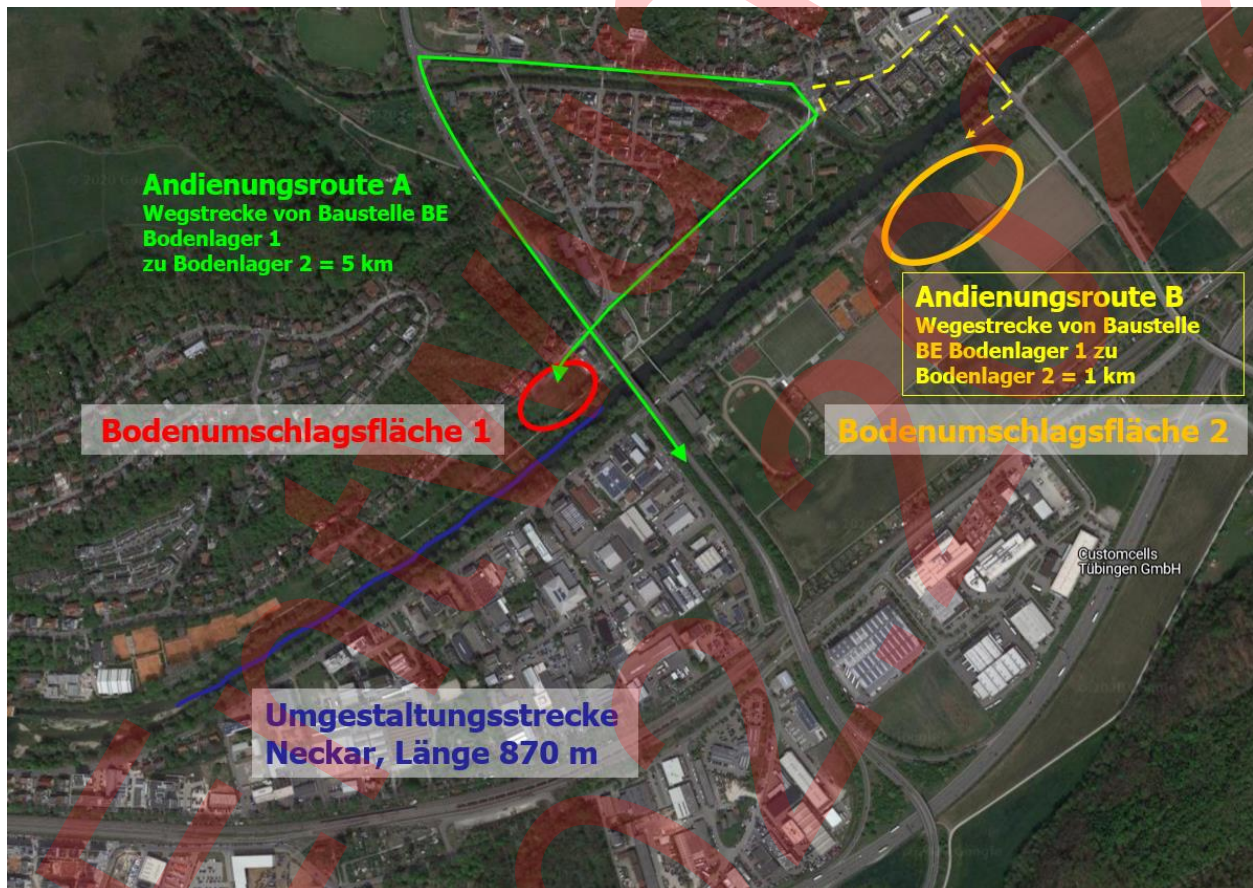 Andienungsroute A
Wegstrecke von Baustelle BE
Bodenlager 1
zu Bodenlager 2 = 5 km
Andienungsroute B
Wegestrecke von Baustelle
BE Bodenlager 1 zu
Bodenlager 2 = 1 km
Bodenumschlagsfläche 1
Bodenumschlagsfläche 2
Customcells
Tübingen GmbH
Umgestaltungsstrecke
Neckar, Länge 870 m